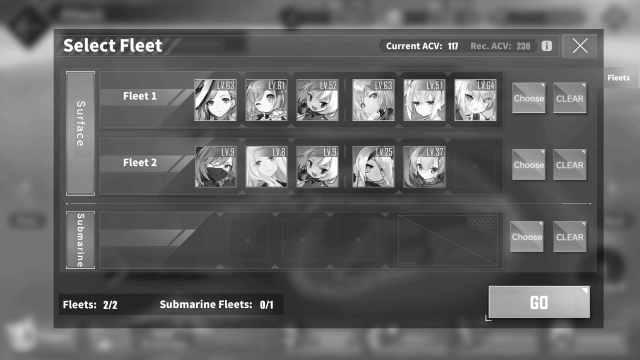 Select Fleet
Current ACV: 117 Rec. ACV: 230 i
Fleets
Surface
Fleet 1
LV.63 LV.61 LV.52 LV.63 LV.51 LV.64
Choose CLEAR
Fleet 2
LV.9 LV.8 LV.9 LV.25 LV.37
Choose CLEAR
Submarine
Choose CLEAR
Fleets: 2/2 Submarine Fleets: 0/1
GO